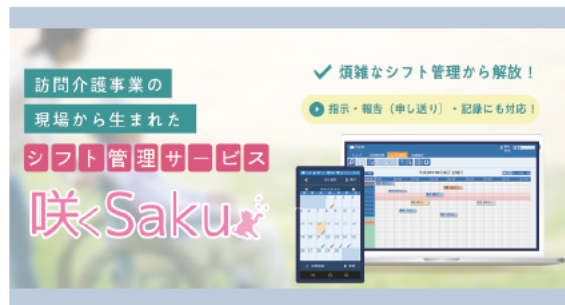 訪問介護事業の
現場から生まれた
シフト管理サービス
咲くSaku
煩雑なシフト管理から解放！
指示・報告（申し送り）・記録にも対応！